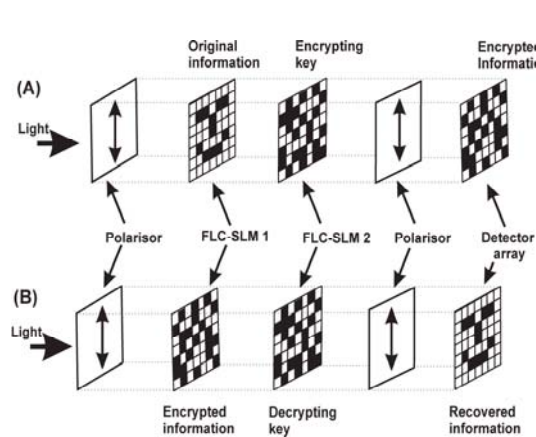 Original
information
Encrypting
key
Encrypted
Information
(A)
Light
Polarisor
FLC-SLM 1
FLC-SLM 2
Polarisor
Detector
array
(B)
Light
Encrypted
information
Decrypting
key
Recovered
information